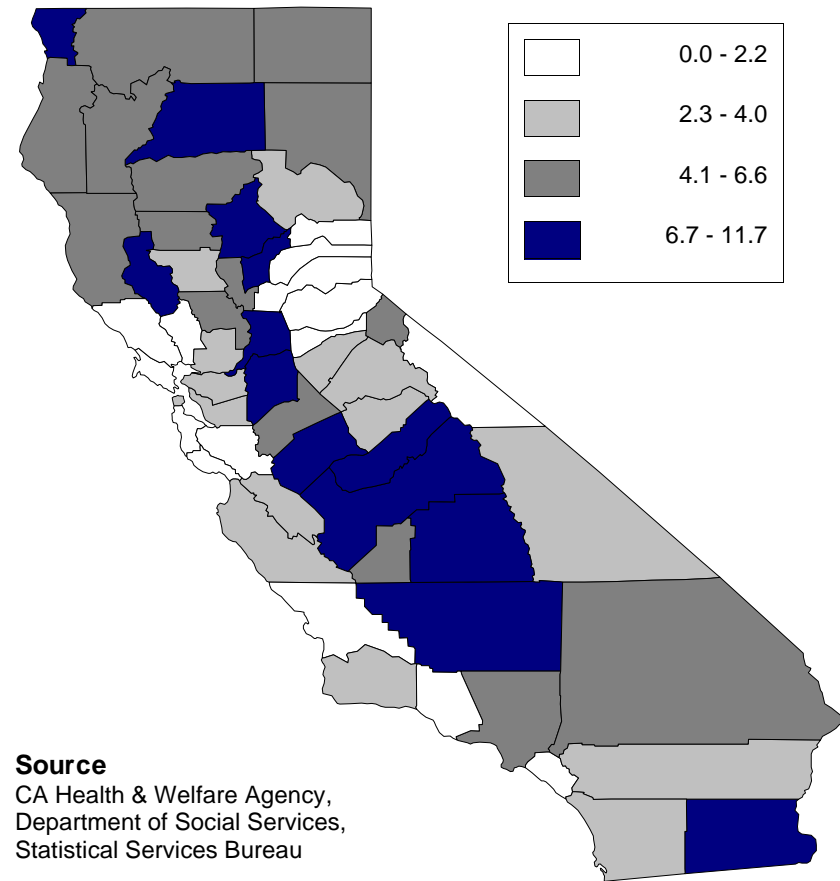 0.0 - 2.2
2.3 - 4.0
4.1 - 6.6
6.7 - 11.7
Source
CA Health & Welfare Agency,
Department of Social Services,
Statistical Services Bureau